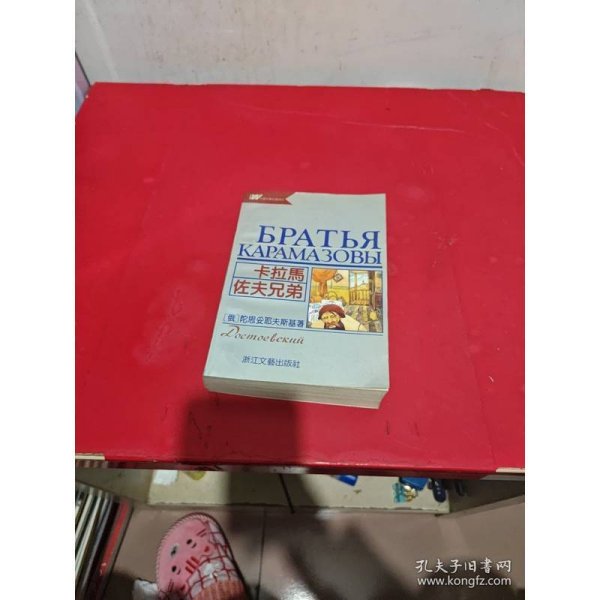 БРАТЬЯ
КАРАМАЗОВЫ
卡拉馬
佐夫兄弟
〔俄〕陀思妥耶夫斯基著
Достоевский
浙江文藝出版社
孔夫子旧书网
www.kongfz.com